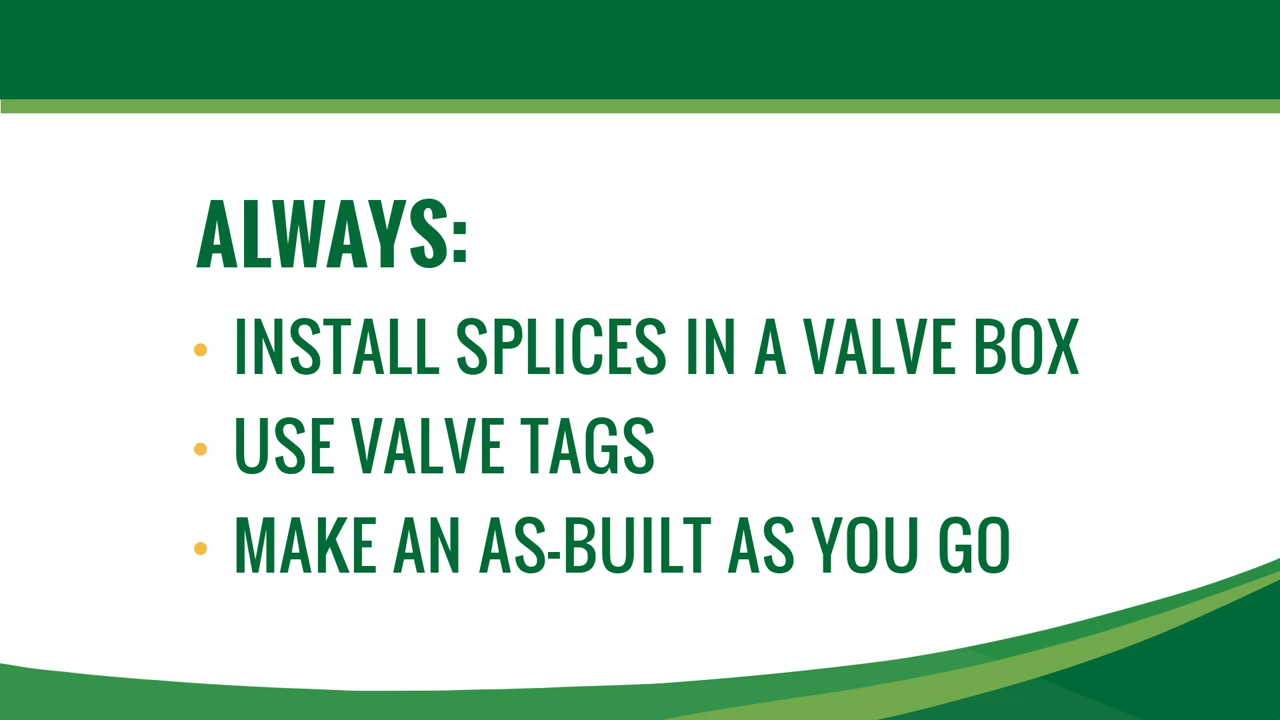 ALWAYS:
• INSTALL SPLICES IN A VALVE BOX
• USE VALVE TAGS
• MAKE AN AS-BUILT AS YOU GO